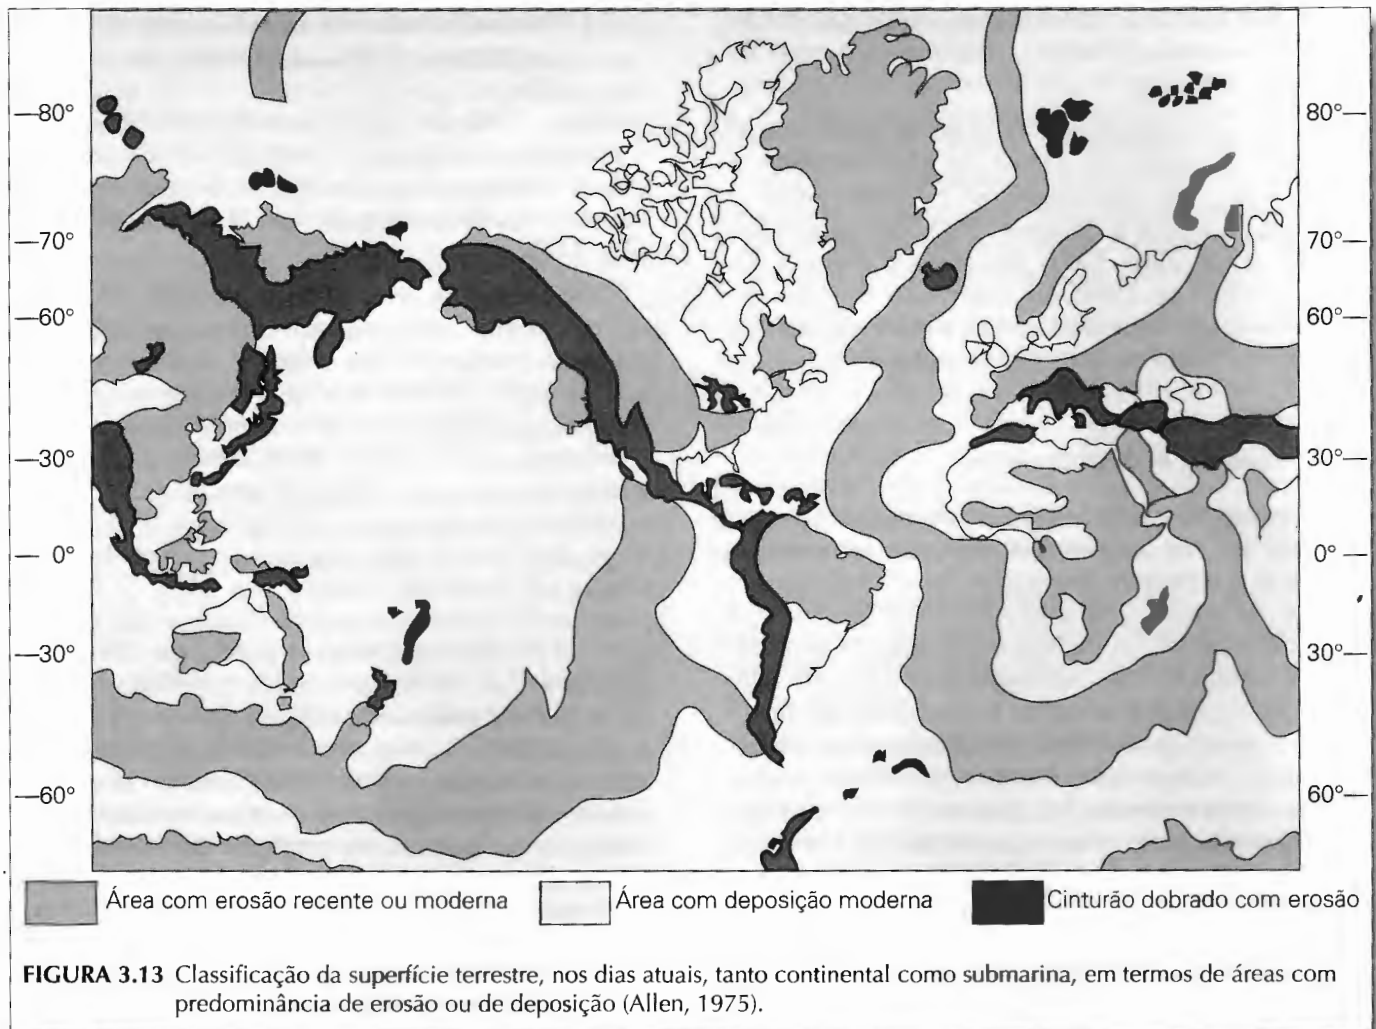 —80° 80°—
—70° 70°—
—60° 60°—
—30° 30°—
— 0° 0°—
—30° 30°—
—60° 60°—
Área com erosão recente ou moderna Área com deposição moderna Cinturão dobrado com erosão
FIGURA 3.13 Classificação da superfície terrestre, nos dias atuais, tanto continental como submarina, em termos de áreas com
predominância de erosão ou de deposição (Allen, 1975).